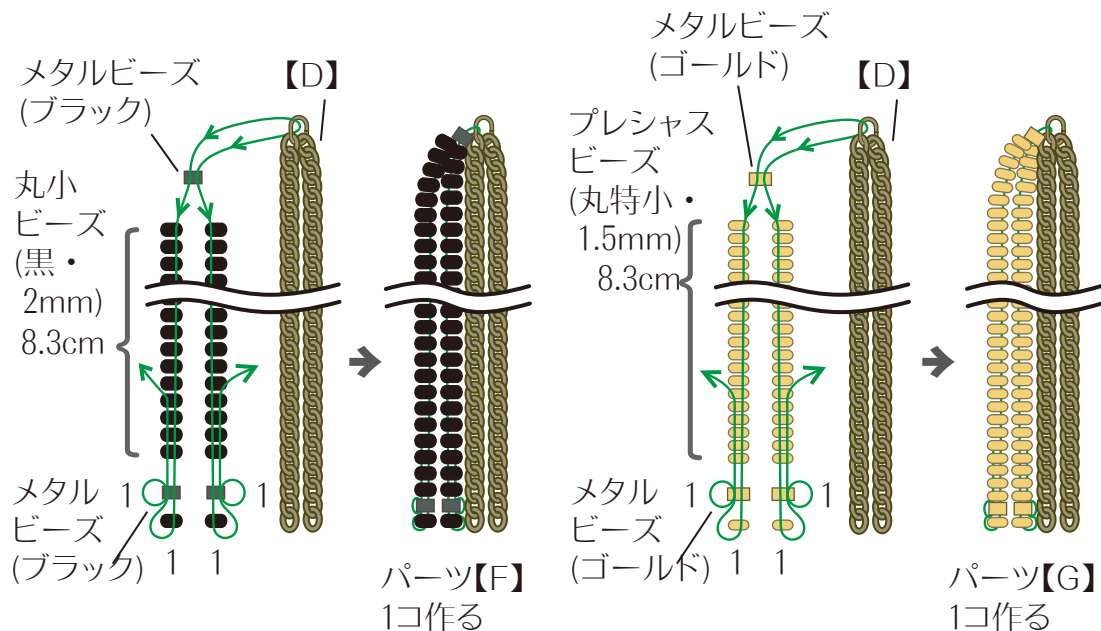 メタルビーズ
(ブラック)
【D】
丸小
ビーズ
(黒・
2mm)
8.3cm
メタル
ビーズ
(ブラック)
1
1
1
1
パーツ【F】
1コ作る
メタルビーズ
(ゴールド)
【D】
プレシャス
ビーズ
(丸特小・
1.5mm)
8.3cm
メタル
ビーズ
(ゴールド)
1
1
1
1
パーツ【G】
1コ作る